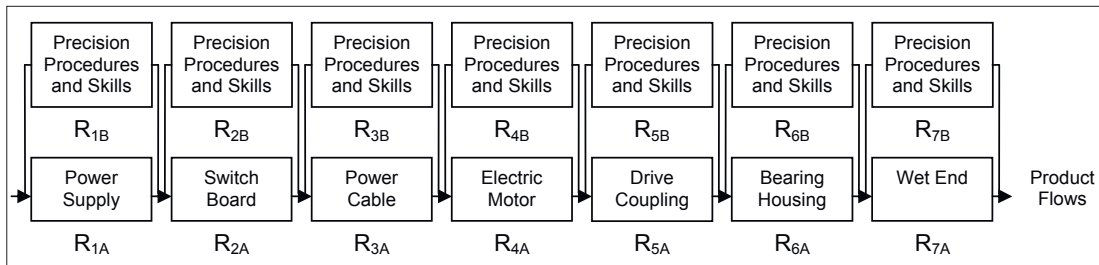 Precision
Procedures
and Skills
Precision
Procedures
and Skills
Precision
Procedures
and Skills
Precision
Procedures
and Skills
Precision
Procedures
and Skills
Precision
Procedures
and Skills
Precision
Procedures
and Skills
R1B
R2B
R3B
R4B
R5B
R6B
R7B
Power
Supply
Switch
Board
Power
Cable
Electric
Motor
Drive
Coupling
Bearing
Housing
Wet End
Product
Flows
R1A
R2A
R3A
R4A
R5A
R6A
R7A